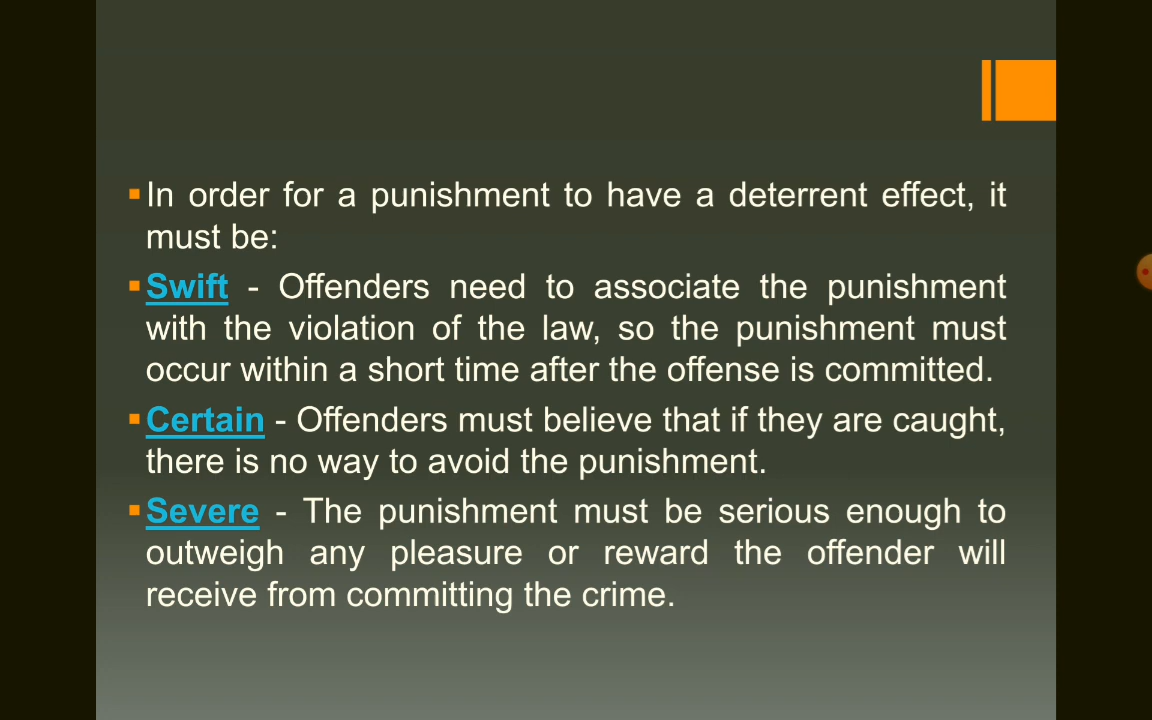 In order for a punishment to have a deterrent effect, it
must be:
Swift - Offenders need to associate the punishment
with the violation of the law, so the punishment must
occur within a short time after the offense is committed.
Certain - Offenders must believe that if they are caught,
there is no way to avoid the punishment.
Severe - The punishment must be serious enough to
outweigh any pleasure or reward the offender will
receive from committing the crime.